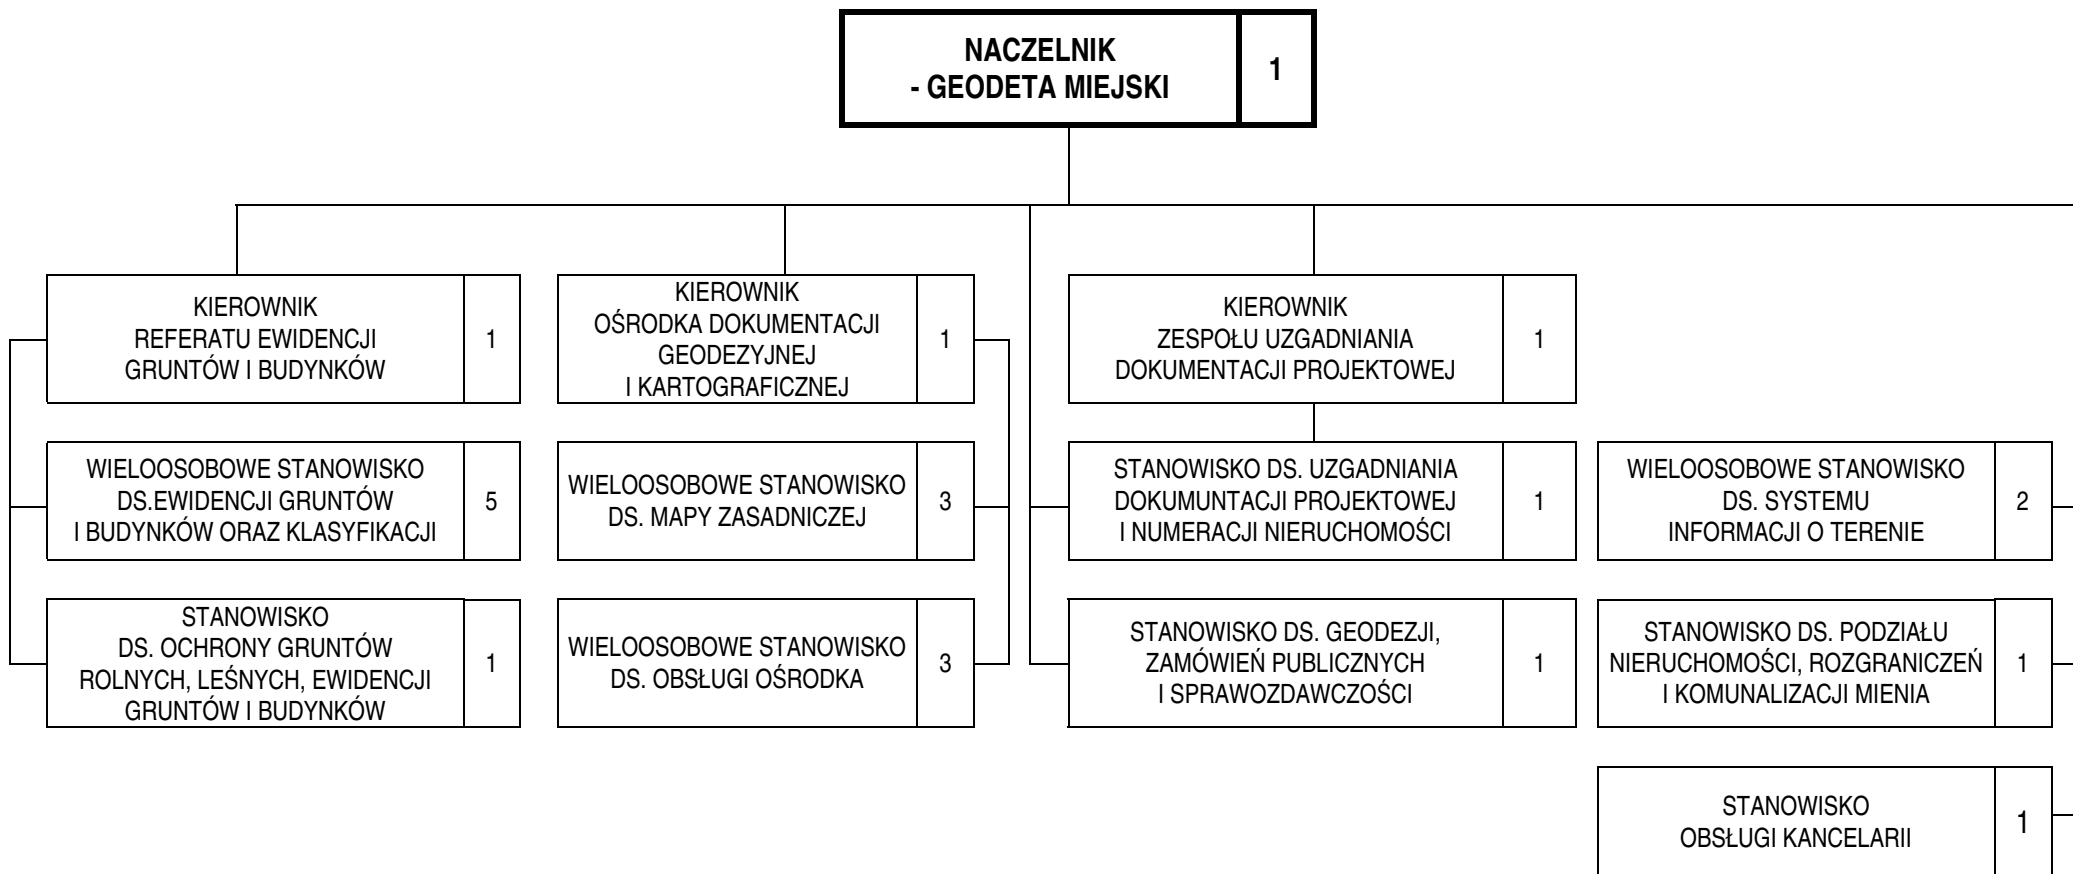 NACZELNIK
- GEODETA MIEJSKI
1
KIEROWNIK
REFERATU EWIDENCJI
GRUNTÓW I BUDYNKÓW
1
KIEROWNIK
OŚRODKA DOKUMENTACJI
GEODEZYJNEJ
I KARTOGRAFICZNEJ
1
KIEROWNIK
ZESPOŁU UZGADNIANIA
DOKUMENTACJI PROJEKTOWEJ
1
WIELOOSOBOWE STANOWISKO
DS.EWIDENCJI GRUNTÓW
I BUDYNKÓW ORAZ KLASYFIKACJI
5
WIELOOSOBOWE STANOWISKO
DS. MAPY ZASADNICZEJ
3
STANOWISKO DS. UZGADNIANIA
DOKUMUNTACJI PROJEKTOWEJ
I NUMERACJI NIERUCHOMOŚCI
1
WIELOOSOBOWE STANOWISKO
DS. SYSTEMU
INFORMACJI O TERENIE
2
STANOWISKO
DS. OCHRONY GRUNTÓW
ROLNYCH, LEŚNYCH, EWIDENCJI
GRUNTÓW I BUDYNKÓW
1
WIELOOSOBOWE STANOWISKO
DS. OBSŁUGI OŚRODKA
3
STANOWISKO DS. GEODEZJI,
ZAMÓWIEŃ PUBLICZNYCH
I SPRAWOZDAWCZOŚCI
1
STANOWISKO DS. PODZIAŁU
NIERUCHOMOŚCI, ROZGRANICZEŃ
I KOMUNALIZACJI MIENIA
1
STANOWISKO
OBSŁUGI KANCELARII
1